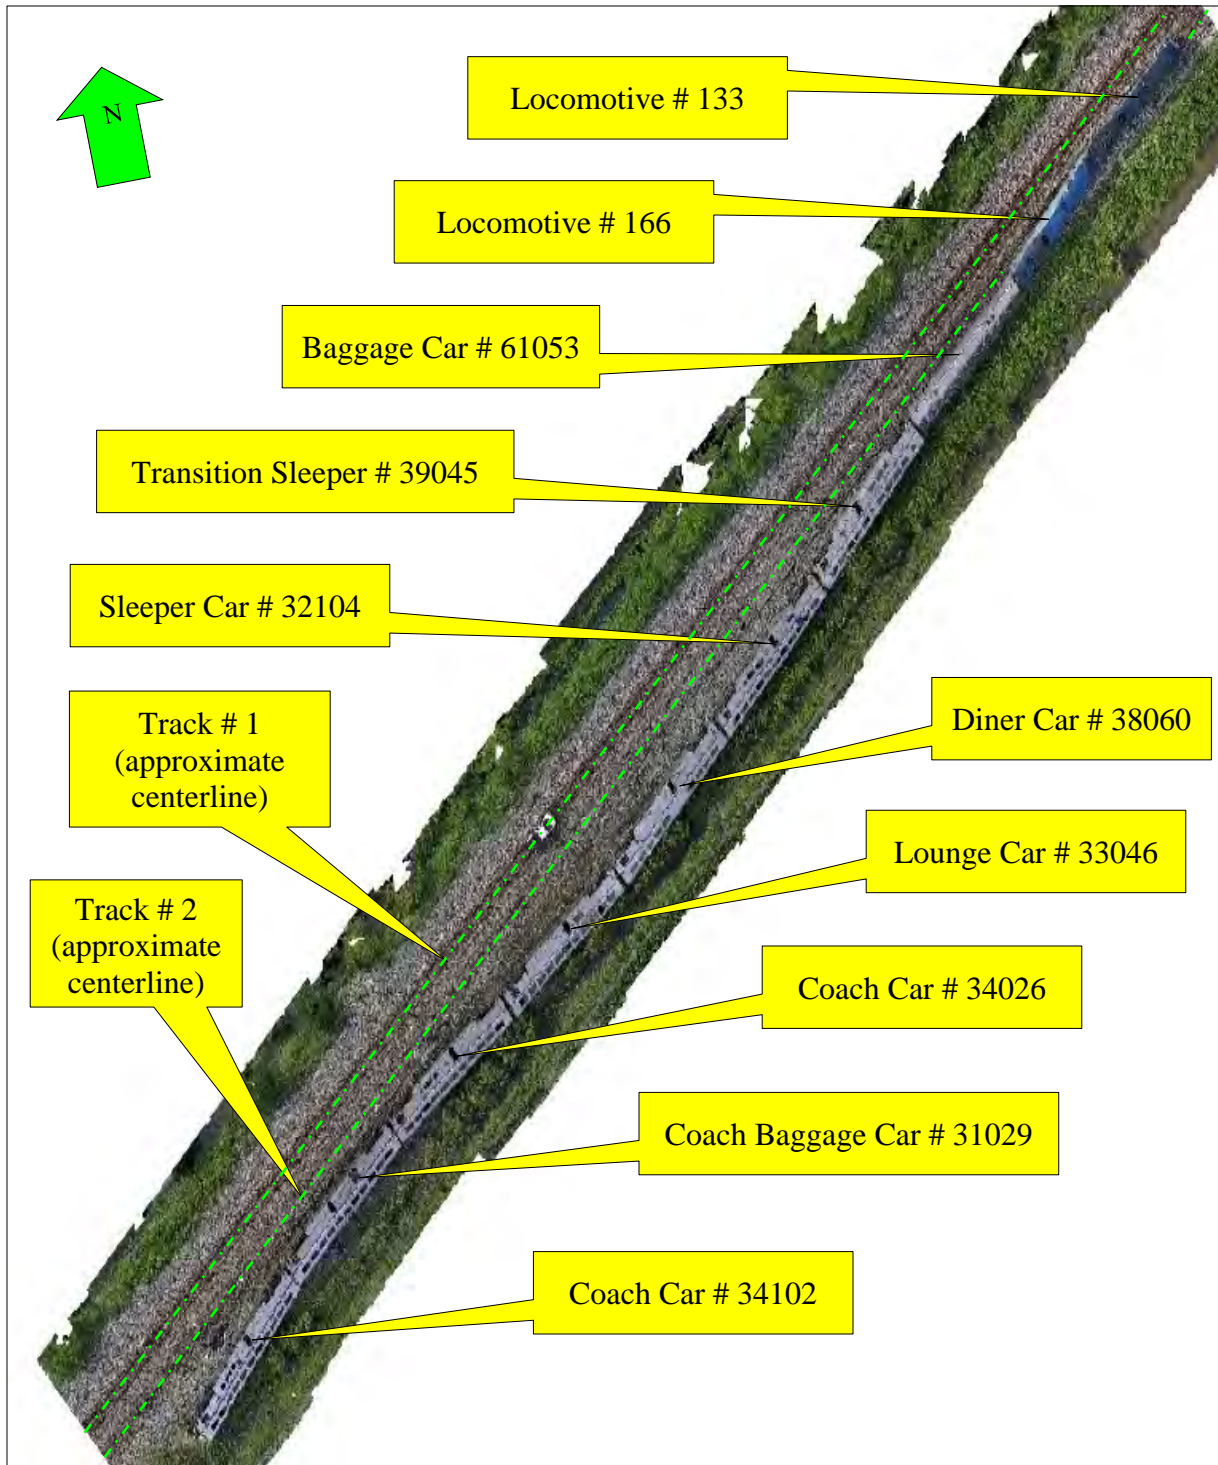 N
Locomotive # 133
Locomotive # 166
Baggage Car # 61053
Transition Sleeper # 39045
Sleeper Car # 32104
Track # 1
(approximate
centerline)
Diner Car # 38060
Lounge Car # 33046
Track # 2
(approximate
centerline)
Coach Car # 34026
Coach Baggage Car # 31029
Coach Car # 34102